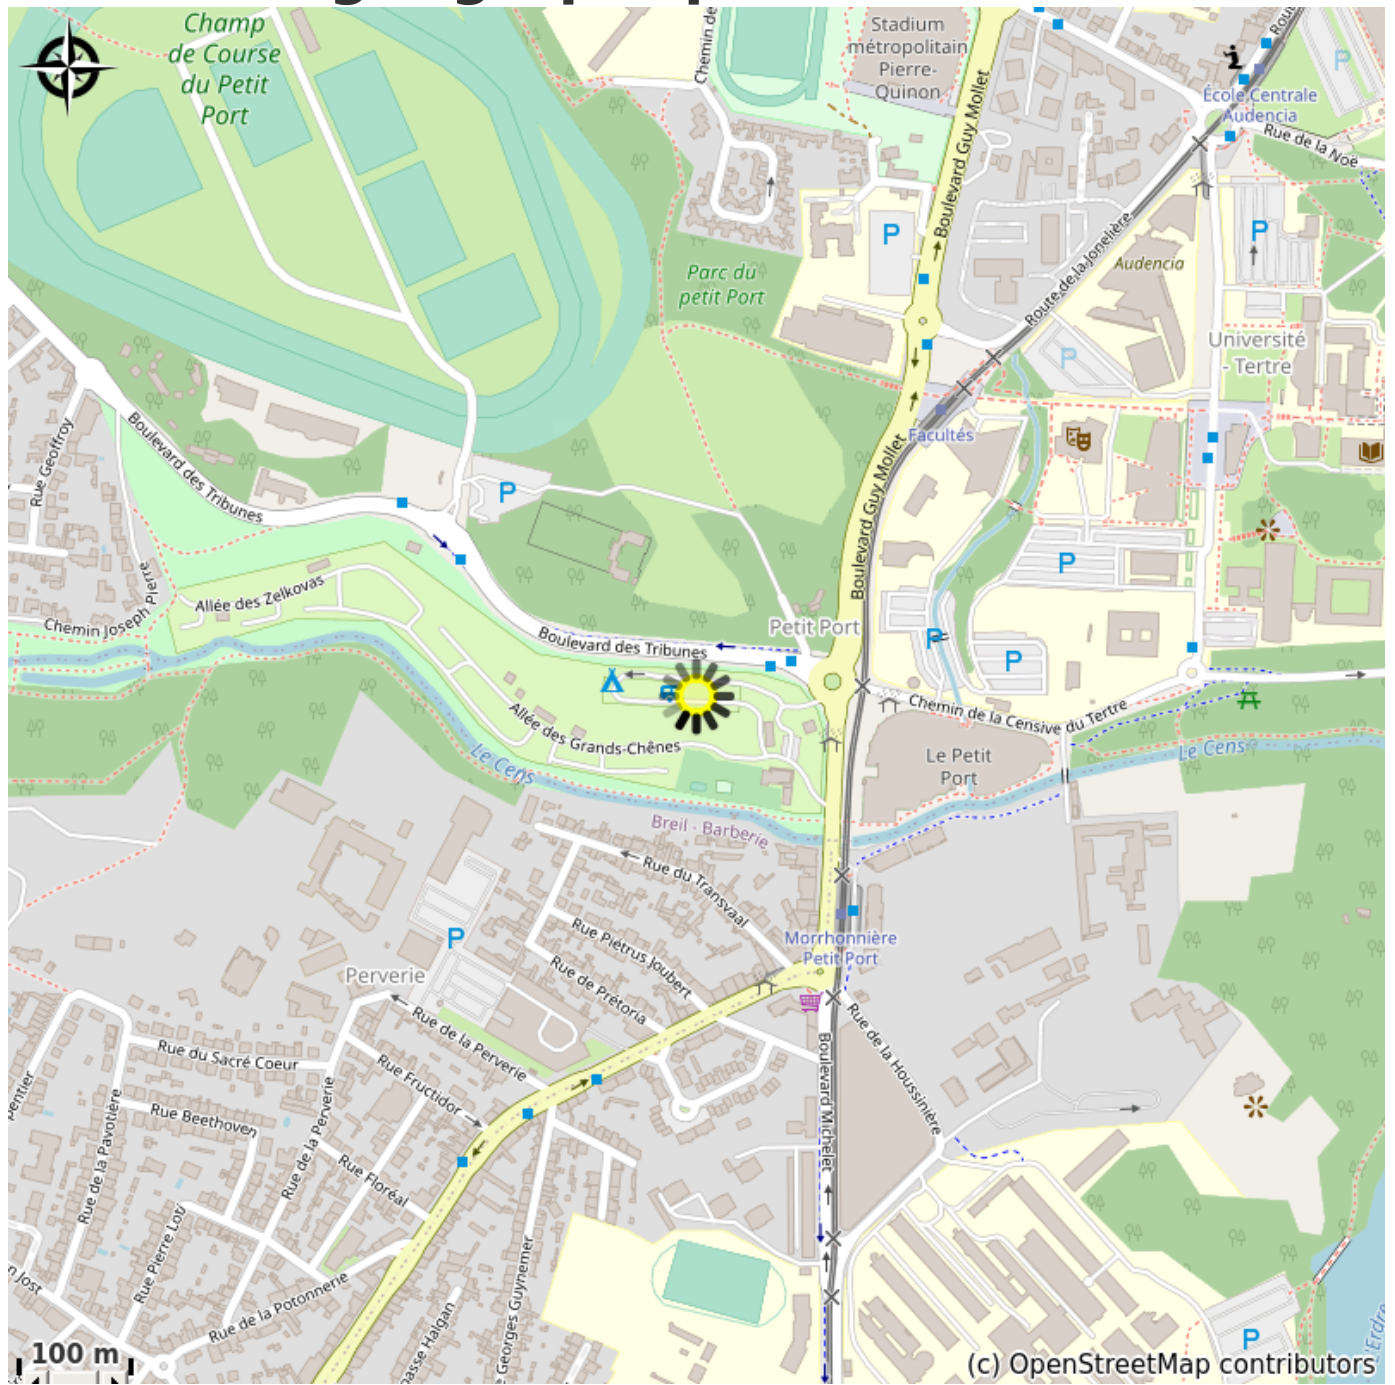 Champ
de Course
du Petit
Port
Chemin de
Stadium
métropolitain
Pierre-
Quinon
Boulevard Guy Mollet
École Centrale
Audencia
Rue de la Noë
P
P
P
Parc du
petit Port
Audencia
Route de la Jonelière
P
Université
- Tertre
Rue Geoffroy
Boulevard des Tribunes
P
Facultés
Boulevard Guy Mollet
P
Allée des Zelkovas
Chemin Joseph Pierre
Boulevard des Tribunes
Petit Port
P
P
Allée des Grands-Chênes
Chemin de la Censive du Tertre
Le Cens
Le Cens
Le Petit
Port
Breil - Barberie
Rue du Transvaal
Rue Piétrus Joubert
Rue de Prétoria
P
Perverie
Morrhonnière
Petit Port
Rue de la Perverie
Rue du Sacré Coeur
Rue Fructidor
Rue Beethoven
Rue de la Pavotière
Rue de la Perverie
Rue Floréal
Boulevard Michelet
Rue de la Houssinière
Rue Pierre Loti
Rue de la Potonnerie
Georges Guynemer
Halgan
Jost
P
100 m
(c) OpenStreetMap contributors